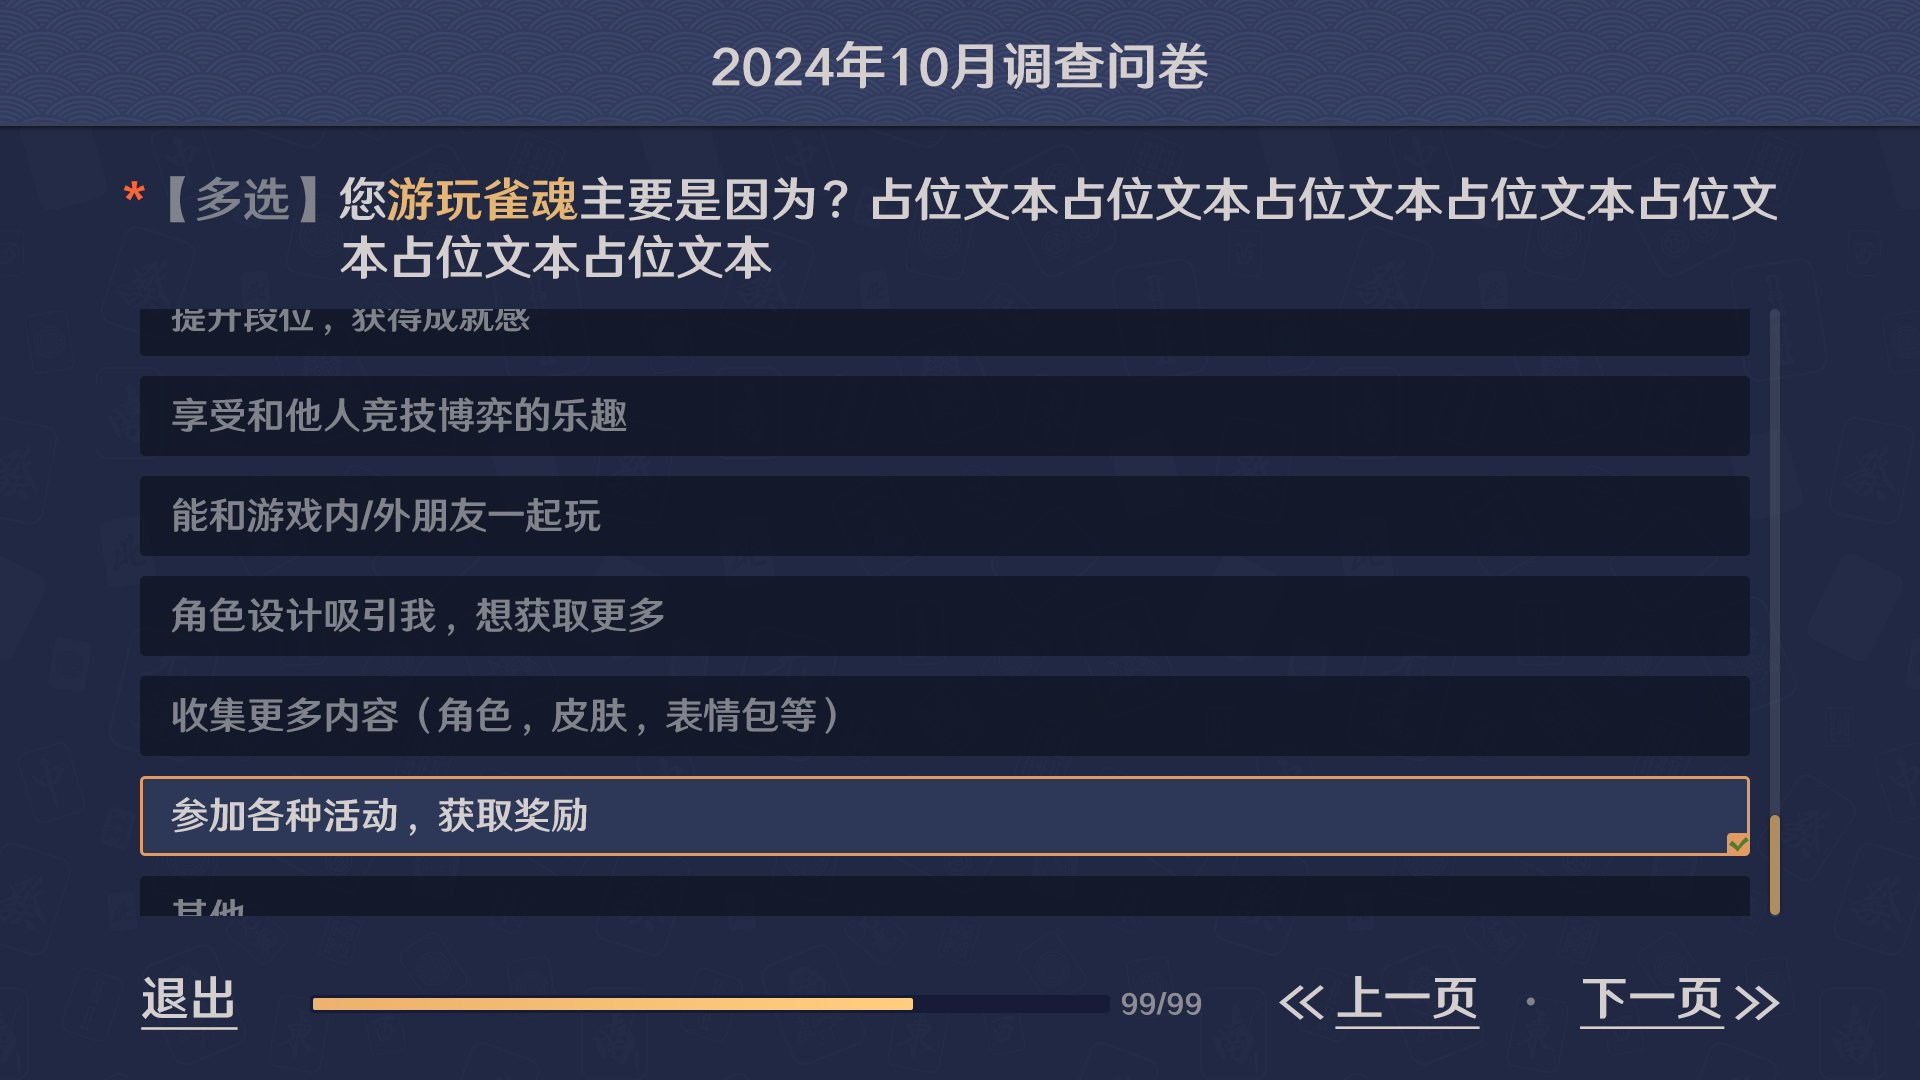 2024年10月调查问卷
*【多选】您游玩雀魂主要是因为？占位文本占位文本占位文本占位文本占位文
本占位文本占位文本
提升段位，获得成就感
享受和他人竞技博弈的乐趣
能和游戏内/外朋友一起玩
角色设计吸引我，想获取更多
收集更多内容（角色，皮肤，表情包等）
参加各种活动，获取奖励
其他
退出
99/99
上一页 · 下一页